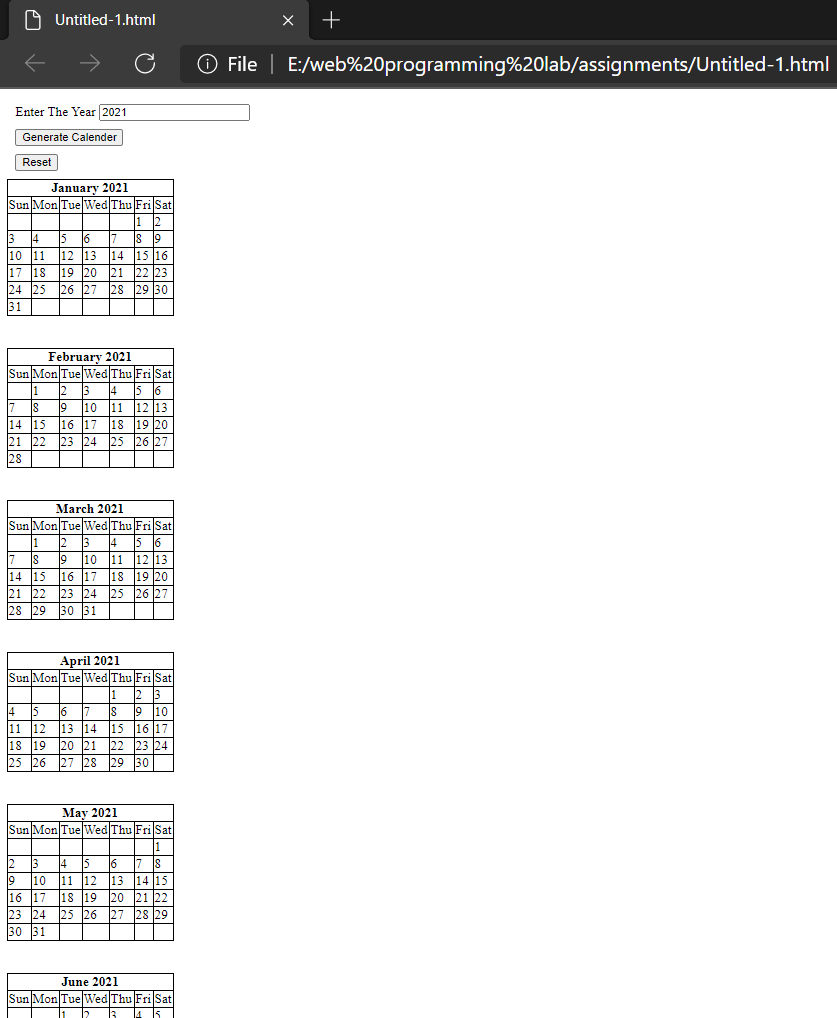 Untitled-1.html
File | E:/web%20programming%20lab/assignments/Untitled-1.html
Enter The Year 2021
Generate Calender
Reset
January 2021
Sun Mon Tue Wed Thu Fri Sat
1 2
3 4 5 6 7 8 9
10 11 12 13 14 15 16
17 18 19 20 21 22 23
24 25 26 27 28 29 30
31
February 2021
Sun Mon Tue Wed Thu Fri Sat
1 2 3 4 5 6
7 8 9 10 11 12 13
14 15 16 17 18 19 20
21 22 23 24 25 26 27
28
March 2021
Sun Mon Tue Wed Thu Fri Sat
1 2 3 4 5 6
7 8 9 10 11 12 13
14 15 16 17 18 19 20
21 22 23 24 25 26 27
28 29 30 31
April 2021
Sun Mon Tue Wed Thu Fri Sat
1 2 3
4 5 6 7 8 9 10
11 12 13 14 15 16 17
18 19 20 21 22 23 24
25 26 27 28 29 30
May 2021
Sun Mon Tue Wed Thu Fri Sat
1
2 3 4 5 6 7 8
9 10 11 12 13 14 15
16 17 18 19 20 21 22
23 24 25 26 27 28 29
30 31
June 2021
Sun Mon Tue Wed Thu Fri Sat
1 2 3 4 5